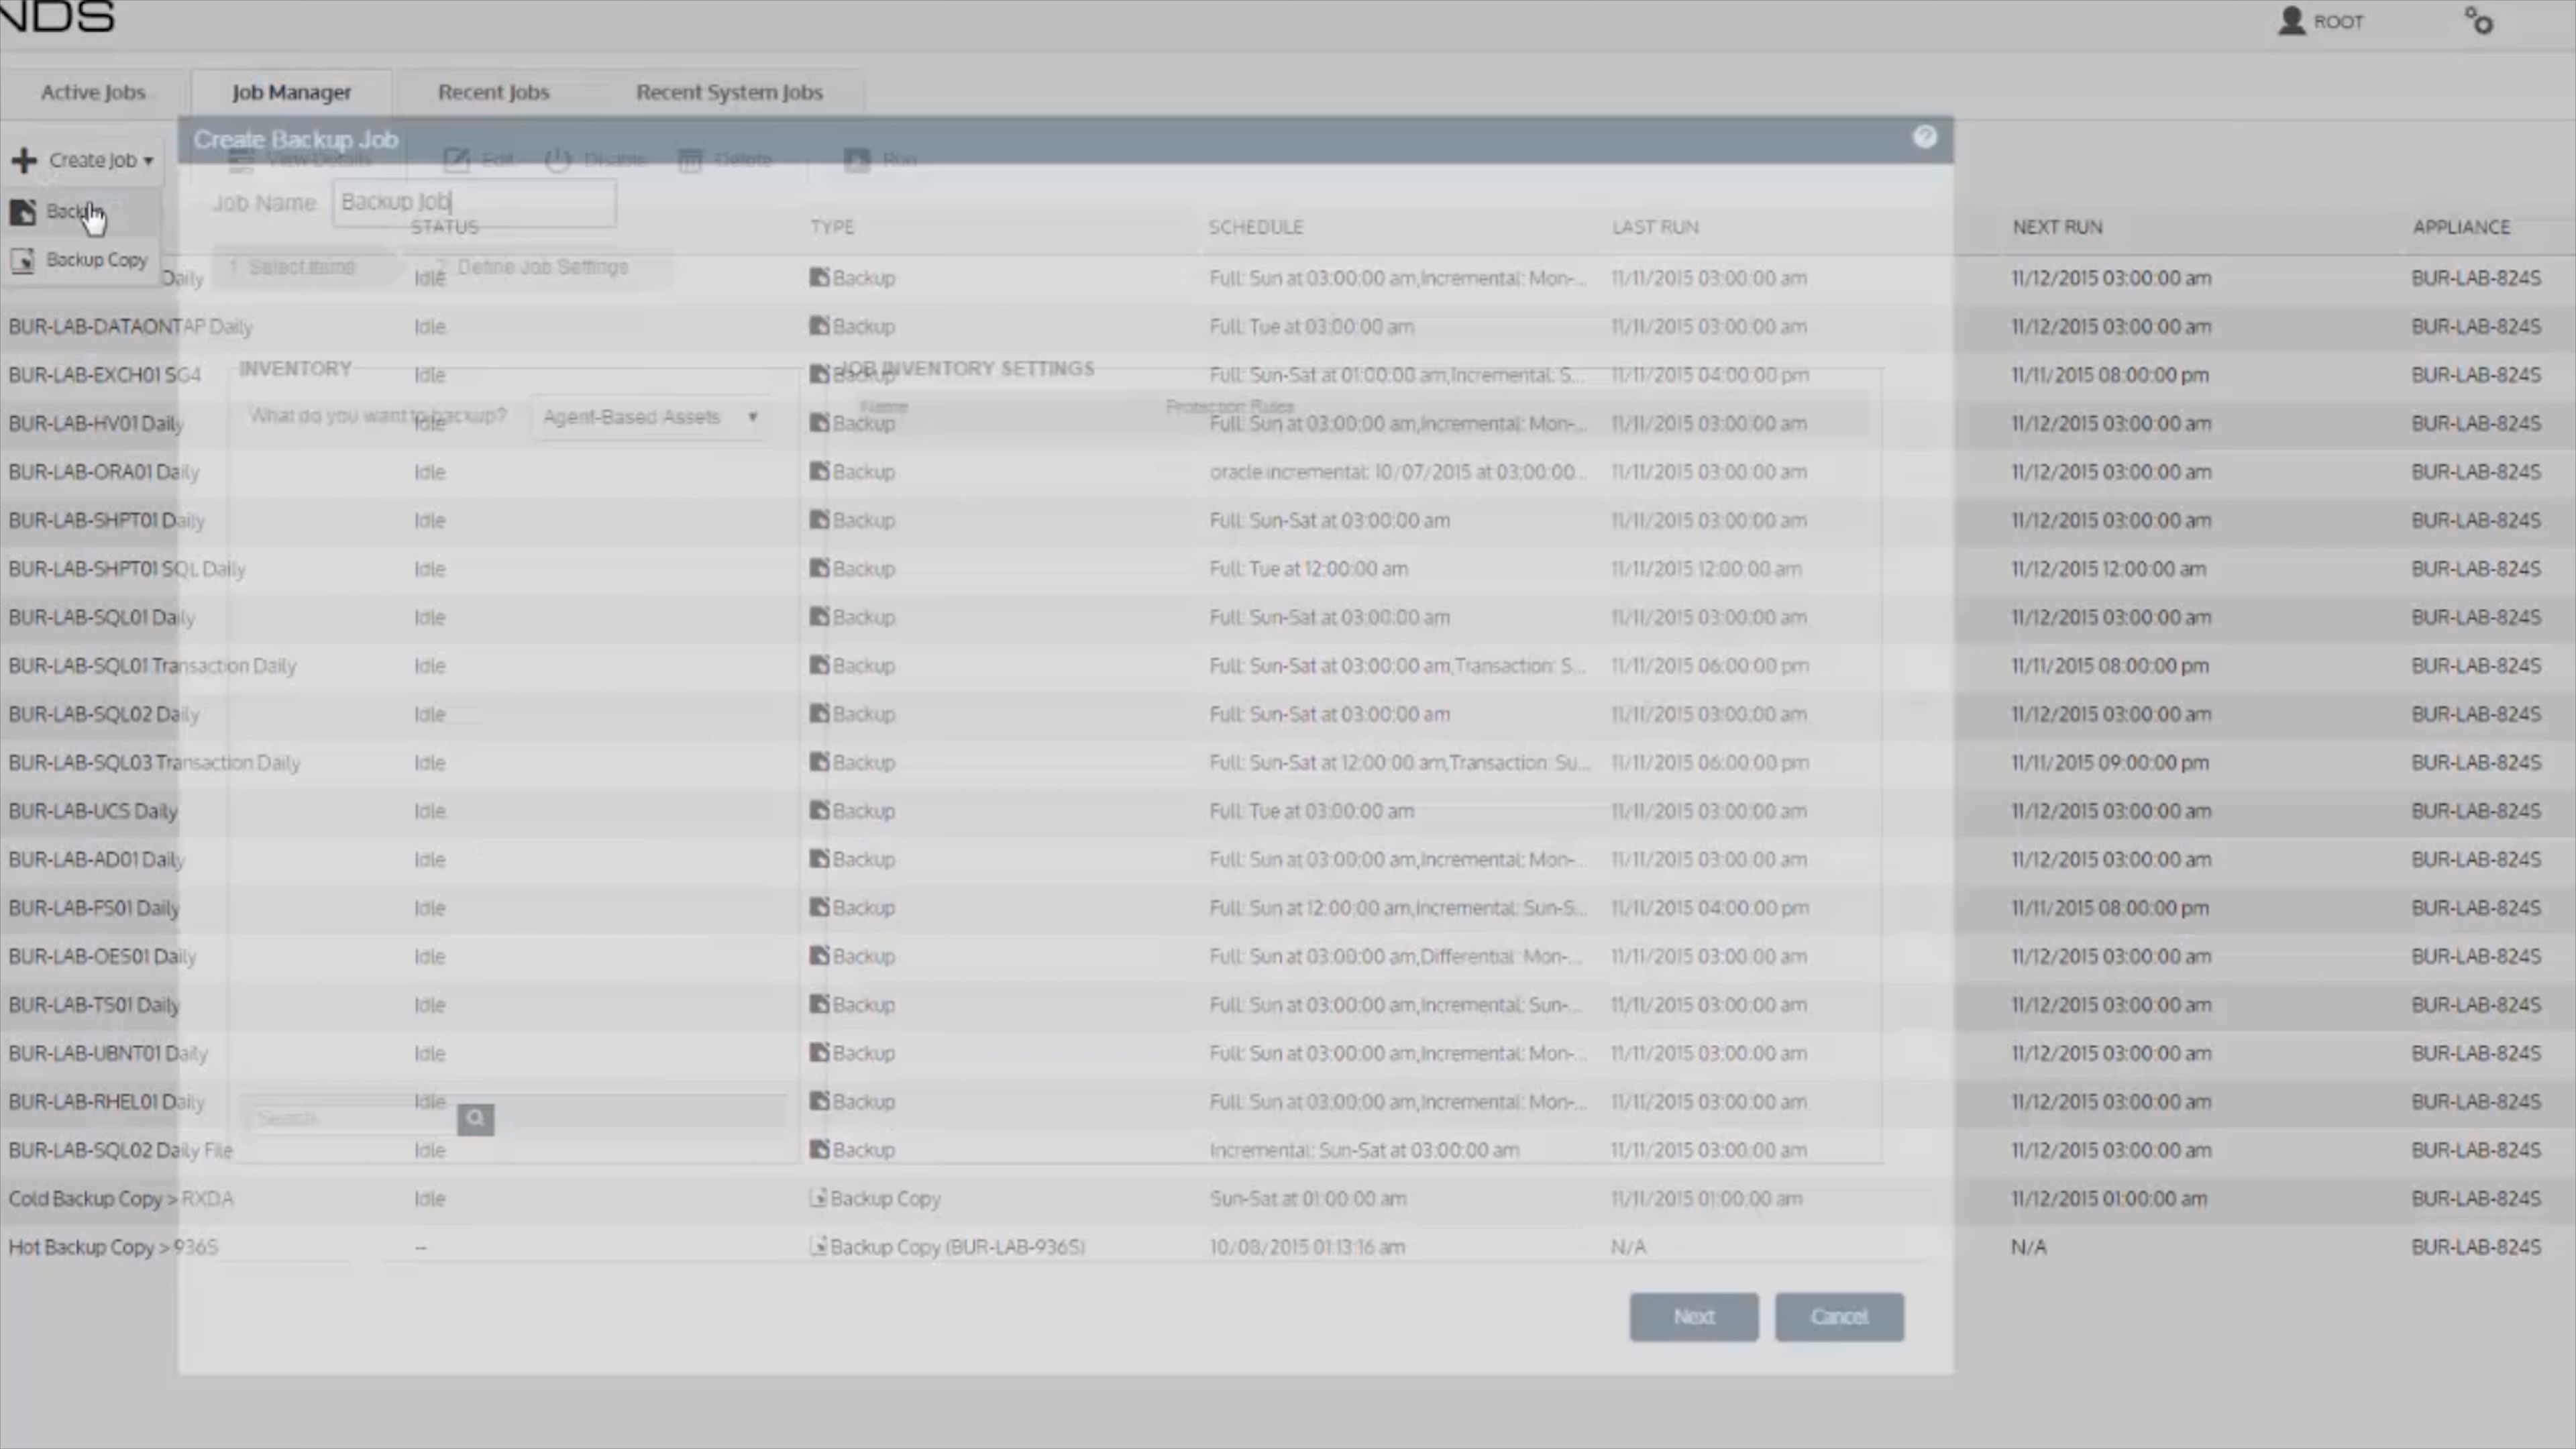 NDS
ROOT
Active Jobs Job Manager Recent Jobs Recent System Jobs
Create Backup Job
Create Job View Details Edit Disable Delete Run
Job Name Backup Job
Backup
STATUS TYPE SCHEDULE LAST RUN NEXT RUN APPLIANCE
Backup Copy
1 Select Items 2 Define Job Settings
Daily Idle Backup Full: Sun at 03:00:00 am,Incremental: Mon-... 11/11/2015 03:00:00 am 11/12/2015 03:00:00 am BUR-LAB-824S
BUR-LAB-DATAONTAP Daily Idle Backup Full: Tue at 03:00:00 am 11/11/2015 03:00:00 am 11/12/2015 03:00:00 am BUR-LAB-824S
INVENTORY JOB INVENTORY SETTINGS
BUR-LAB-EXCH01 SG4 Idle Backup Full: Sun-Sat at 01:00:00 am,Incremental: S... 11/11/2015 04:00:00 pm 11/11/2015 08:00:00 pm BUR-LAB-824S
What do you want to backup? Agent-Based Assets Name Protection Rules
BUR-LAB-HV01 Daily Idle Backup Full: Sun at 03:00:00 am,Incremental: Mon-... 11/11/2015 03:00:00 am 11/12/2015 03:00:00 am BUR-LAB-824S
BUR-LAB-ORA01 Daily Idle Backup oracle incremental: 10/07/2015 at 03:00:00... 11/11/2015 03:00:00 am 11/12/2015 03:00:00 am BUR-LAB-824S
BUR-LAB-SHPT01 Daily Idle Backup Full: Sun-Sat at 03:00:00 am 11/11/2015 03:00:00 am 11/12/2015 03:00:00 am BUR-LAB-824S
BUR-LAB-SHPT01 SQL Daily Idle Backup Full: Tue at 12:00:00 am 11/11/2015 12:00:00 am 11/12/2015 12:00:00 am BUR-LAB-824S
BUR-LAB-SQL01 Daily Idle Backup Full: Sun-Sat at 03:00:00 am 11/11/2015 03:00:00 am 11/12/2015 03:00:00 am BUR-LAB-824S
BUR-LAB-SQL01 Transaction Daily Idle Backup Full: Sun-Sat at 03:00:00 am,Transaction: S... 11/11/2015 06:00:00 pm 11/11/2015 08:00:00 pm BUR-LAB-824S
BUR-LAB-SQL02 Daily Idle Backup Full: Sun-Sat at 03:00:00 am 11/11/2015 03:00:00 am 11/12/2015 03:00:00 am BUR-LAB-824S
BUR-LAB-SQL03 Transaction Daily Idle Backup Full: Sun-Sat at 12:00:00 am,Transaction: Su... 11/11/2015 06:00:00 pm 11/11/2015 09:00:00 pm BUR-LAB-824S
BUR-LAB-UCS Daily Idle Backup Full: Tue at 03:00:00 am 11/11/2015 03:00:00 am 11/12/2015 03:00:00 am BUR-LAB-824S
BUR-LAB-AD01 Daily Idle Backup Full: Sun at 03:00:00 am,Incremental: Mon-... 11/11/2015 03:00:00 am 11/12/2015 03:00:00 am BUR-LAB-824S
BUR-LAB-FS01 Daily Idle Backup Full: Sun at 12:00:00 am,Incremental: Sun-S... 11/11/2015 04:00:00 pm 11/11/2015 08:00:00 pm BUR-LAB-824S
BUR-LAB-OES01 Daily Idle Backup Full: Sun at 03:00:00 am,Differential: Mon-... 11/11/2015 03:00:00 am 11/12/2015 03:00:00 am BUR-LAB-824S
BUR-LAB-TS01 Daily Idle Backup Full: Sun at 03:00:00 am,Incremental: Sun-... 11/11/2015 03:00:00 am 11/12/2015 03:00:00 am BUR-LAB-824S
BUR-LAB-UBNT01 Daily Idle Backup Full: Sun at 03:00:00 am,Incremental: Mon-... 11/11/2015 03:00:00 am 11/12/2015 03:00:00 am BUR-LAB-824S
BUR-LAB-RHEL01 Daily Idle Backup Full: Sun at 03:00:00 am,Incremental: Mon-... 11/11/2015 03:00:00 am 11/12/2015 03:00:00 am BUR-LAB-824S
Search
BUR-LAB-SQL02 Daily File Idle Backup Incremental: Sun-Sat at 03:00:00 am 11/11/2015 03:00:00 am 11/12/2015 03:00:00 am BUR-LAB-824S
Cold Backup Copy > RXDA Idle Backup Copy Sun-Sat at 01:00:00 am 11/11/2015 01:00:00 am 11/12/2015 01:00:00 am BUR-LAB-824S
Hot Backup Copy > 936S -- Backup Copy (BUR-LAB-936S) 10/08/2015 01:13:16 am N/A N/A BUR-LAB-824S
Next Cancel